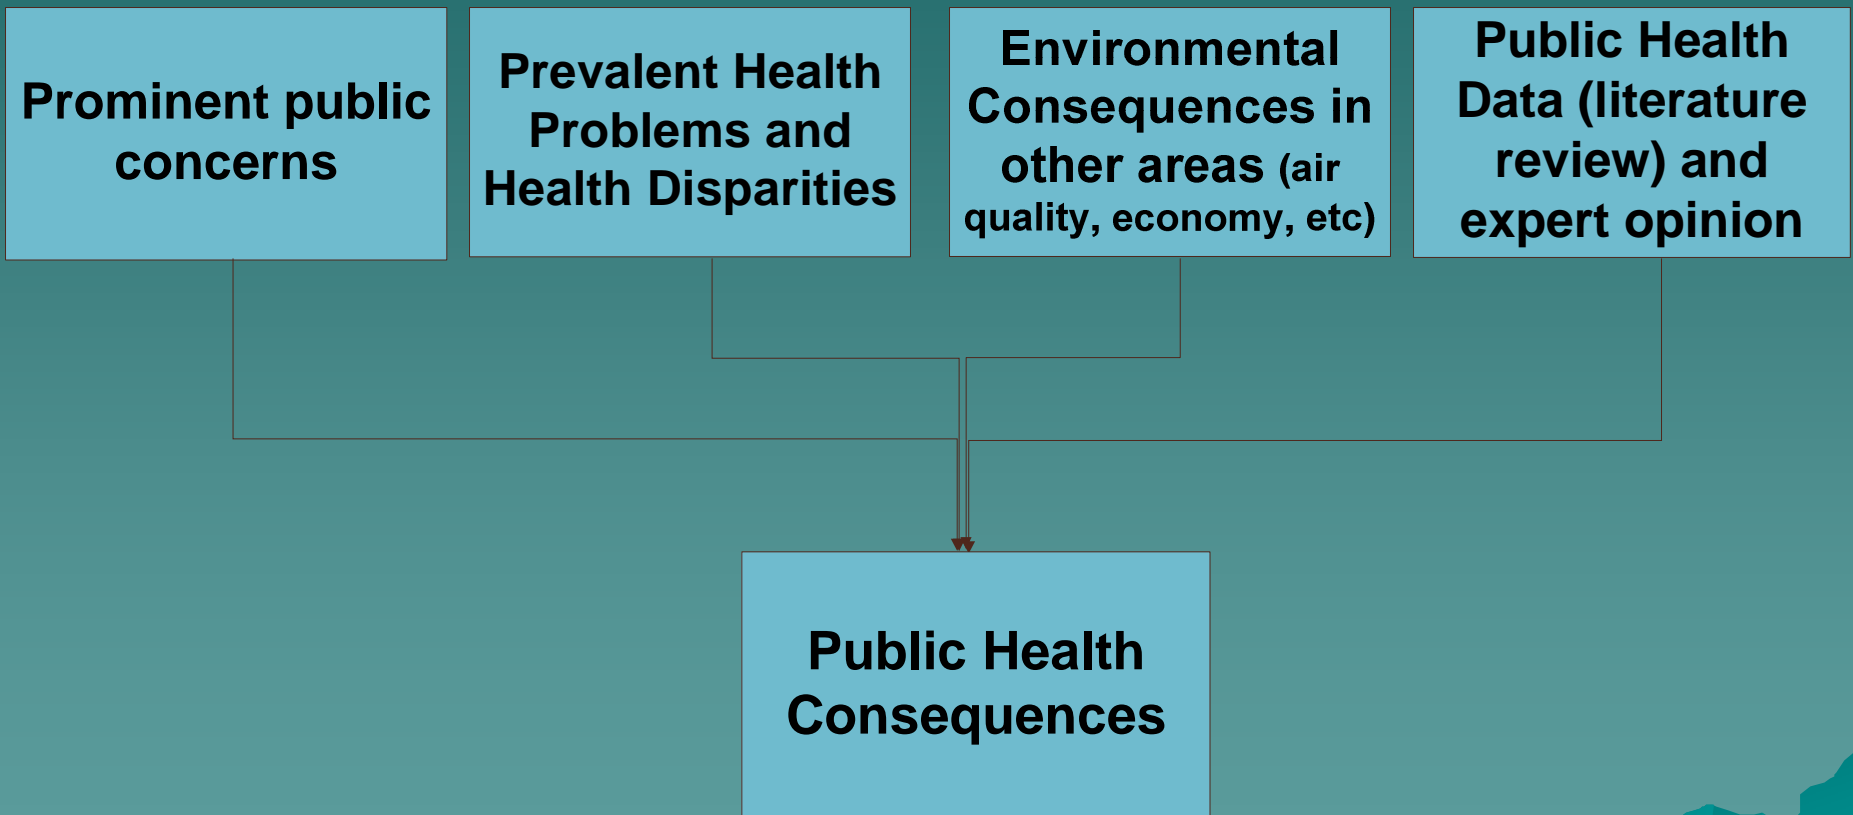 Prominent public
concerns
Prevalent Health
Problems and
Health Disparities
Environmental
Consequences in
other areas (air
quality, economy, etc)
Public Health
Data (literature
review) and
expert opinion
Public Health
Consequences